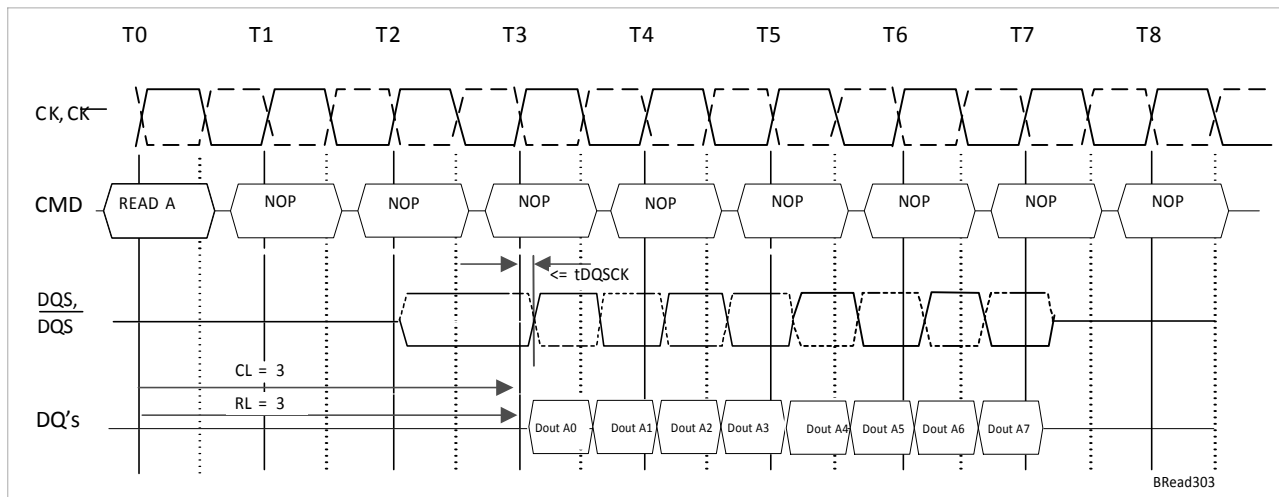 T0 T1 T2 T3 T4 T5 T6 T7 T8
CK, CK
CMD READ A NOP NOP NOP NOP NOP NOP NOP NOP
<= tDQSCK
DQS,
DQS
CL = 3
RL = 3
DQ's Dout A0 Dout A1 Dout A2 Dout A3 Dout A4 Dout A5 Dout A6 Dout A7
BRead303